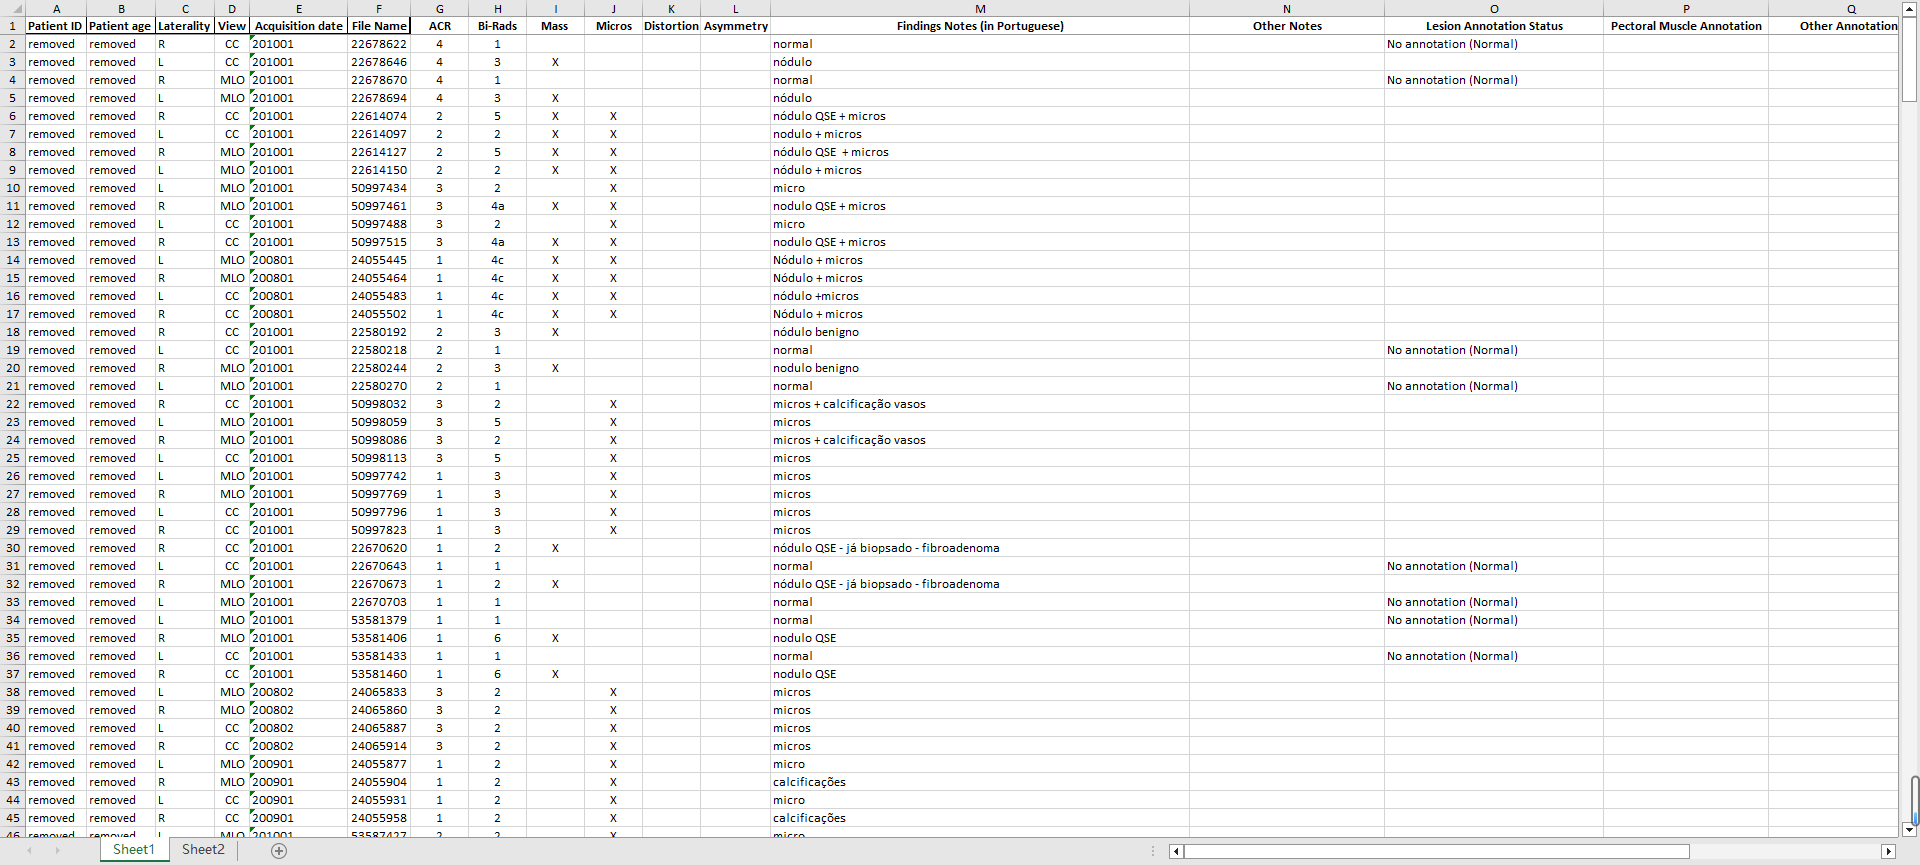 A B C D E F G H I J K L M N O P Q
1 Patient ID Patient age Laterality View Acquisition date File Name ACR Bi-Rads Mass Micros Distortion Asymmetry Findings Notes (in Portuguese) Other Notes Lesion Annotation Status Pectoral Muscle Annotation Other Annotation
2 removed removed R CC 201001 22678622 4 1 normal No annotation (Normal)
3 removed removed L CC 201001 22678646 4 3 X nódulo
4 removed removed R MLO 201001 22678670 4 1 normal No annotation (Normal)
5 removed removed L MLO 201001 22678694 4 3 X nódulo
6 removed removed R CC 201001 22614074 2 5 X X nódulo QSE + micros
7 removed removed L CC 201001 22614097 2 2 X X nodulo + micros
8 removed removed R MLO 201001 22614127 2 5 X X nódulo QSE  + micros
9 removed removed L MLO 201001 22614150 2 2 X X nódulo + micros
10 removed removed L MLO 201001 50997434 3 2 X micro
11 removed removed R MLO 201001 50997461 3 4a X X nodulo QSE + micros
12 removed removed L CC 201001 50997488 3 2 X micro
13 removed removed R CC 201001 50997515 3 4a X X nodulo QSE + micros
14 removed removed L MLO 200801 24055445 1 4c X X Nódulo + micros
15 removed removed R MLO 200801 24055464 1 4c X X Nódulo + micros
16 removed removed L CC 200801 24055483 1 4c X X nódulo +micros
17 removed removed R CC 200801 24055502 1 4c X X Nódulo + micros
18 removed removed R CC 201001 22580192 2 3 X nódulo benigno
19 removed removed L CC 201001 22580218 2 1 normal No annotation (Normal)
20 removed removed R MLO 201001 22580244 2 3 X nodulo benigno
21 removed removed L MLO 201001 22580270 2 1 normal No annotation (Normal)
22 removed removed R CC 201001 50998032 3 2 X micros + calcificação vasos
23 removed removed L MLO 201001 50998059 3 5 X micros
24 removed removed R MLO 201001 50998086 3 2 X micros + calcificação vasos
25 removed removed L CC 201001 50998113 3 5 X micros
26 removed removed L MLO 201001 50997742 1 3 X micros
27 removed removed R MLO 201001 50997769 1 3 X micros
28 removed removed L CC 201001 50997796 1 3 X micros
29 removed removed R CC 201001 50997823 1 3 X micros
30 removed removed R CC 201001 22670620 1 2 X nódulo QSE - já biopsado - fibroadenoma
31 removed removed L CC 201001 22670643 1 1 normal No annotation (Normal)
32 removed removed R MLO 201001 22670673 1 2 X nódulo QSE - já biopsado - fibroadenoma
33 removed removed L MLO 201001 22670703 1 1 normal No annotation (Normal)
34 removed removed L MLO 201001 53581379 1 1 normal No annotation (Normal)
35 removed removed R MLO 201001 53581406 1 6 X nodulo QSE
36 removed removed L CC 201001 53581433 1 1 normal No annotation (Normal)
37 removed removed R CC 201001 53581460 1 6 X nodulo QSE
38 removed removed L MLO 200802 24065833 3 2 X micros
39 removed removed R MLO 200802 24065860 3 2 X micros
40 removed removed L CC 200802 24065887 3 2 X micros
41 removed removed R CC 200802 24065914 3 2 X micros
42 removed removed L MLO 200901 24055877 1 2 X micro
43 removed removed R MLO 200901 24055904 1 2 X calcificações
44 removed removed L CC 200901 24055931 1 2 X micro
45 removed removed R CC 200901 24055958 1 2 X calcificações
46 removed removed L MLO 201001 53587427 2 2 X micro
Sheet1 Sheet2